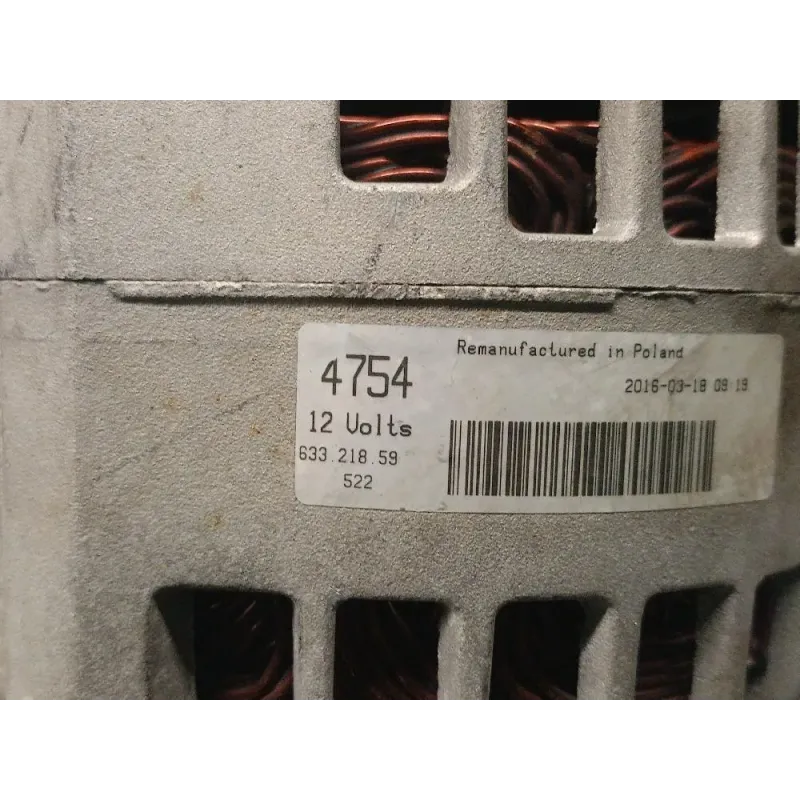 4754
12 Volts
633.218.59
522
Remanufactured in Poland
2016-03-18 09 19